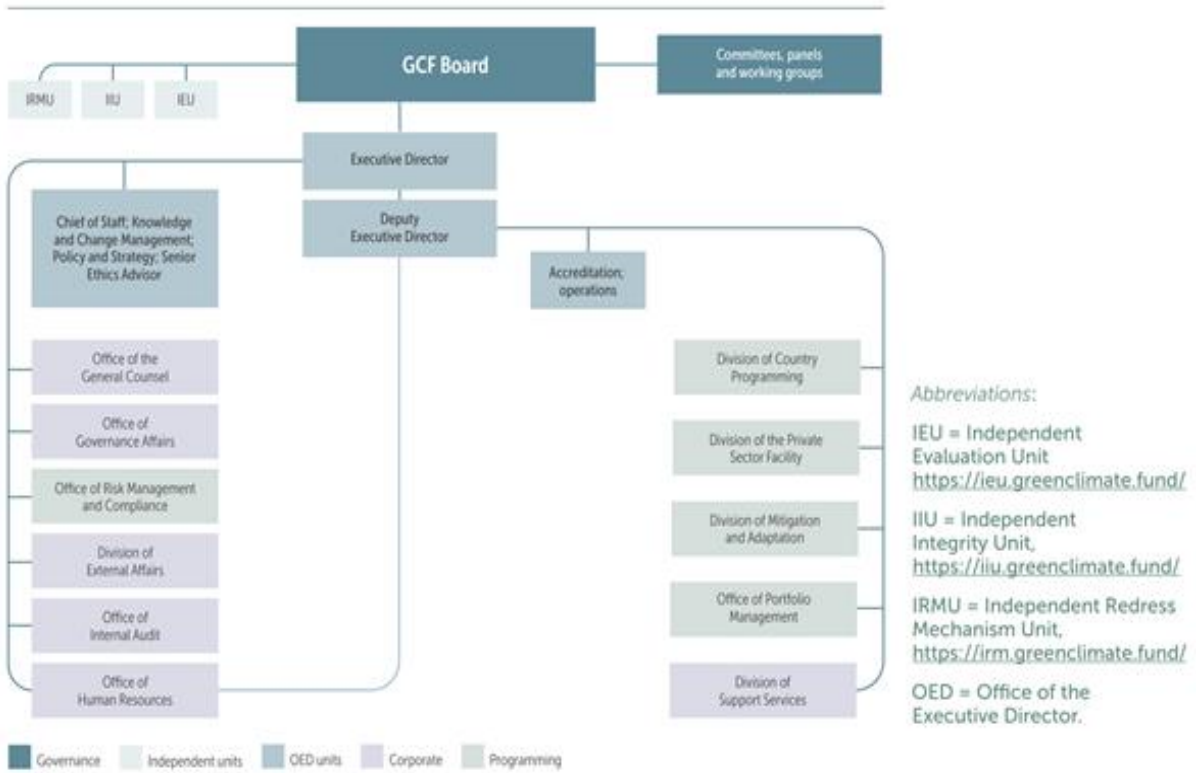 GCF Board
Committees, panels
and working groups
IRMU
IIU
IEU
Executive Director
Deputy
Executive Director
Chief of Staff; Knowledge
and Change Management;
Policy and Strategy; Senior
Ethics Advisor
Accreditation;
operations
Office of the
General Counsel
Office of
Governance Affairs
Office of Risk Management
and Compliance
Division of
External Affairs
Office of
Internal Audit
Office of
Human Resources
Division of Country
Programming
Division of the Private
Sector Facility
Division of Mitigation
and Adaptation
Office of Portfolio
Management
Division of
Support Services
Abbreviations:
IEU = Independent
Evaluation Unit
https://ieu.greenclimate.fund/
IIU = Independent
Integrity Unit,
https://iiu.greenclimate.fund/
IRMU = Independent Redress
Mechanism Unit,
https://irm.greenclimate.fund/
OED = Office of the
Executive Director.
Governance
Independent units
OED units
Corporate
Programming